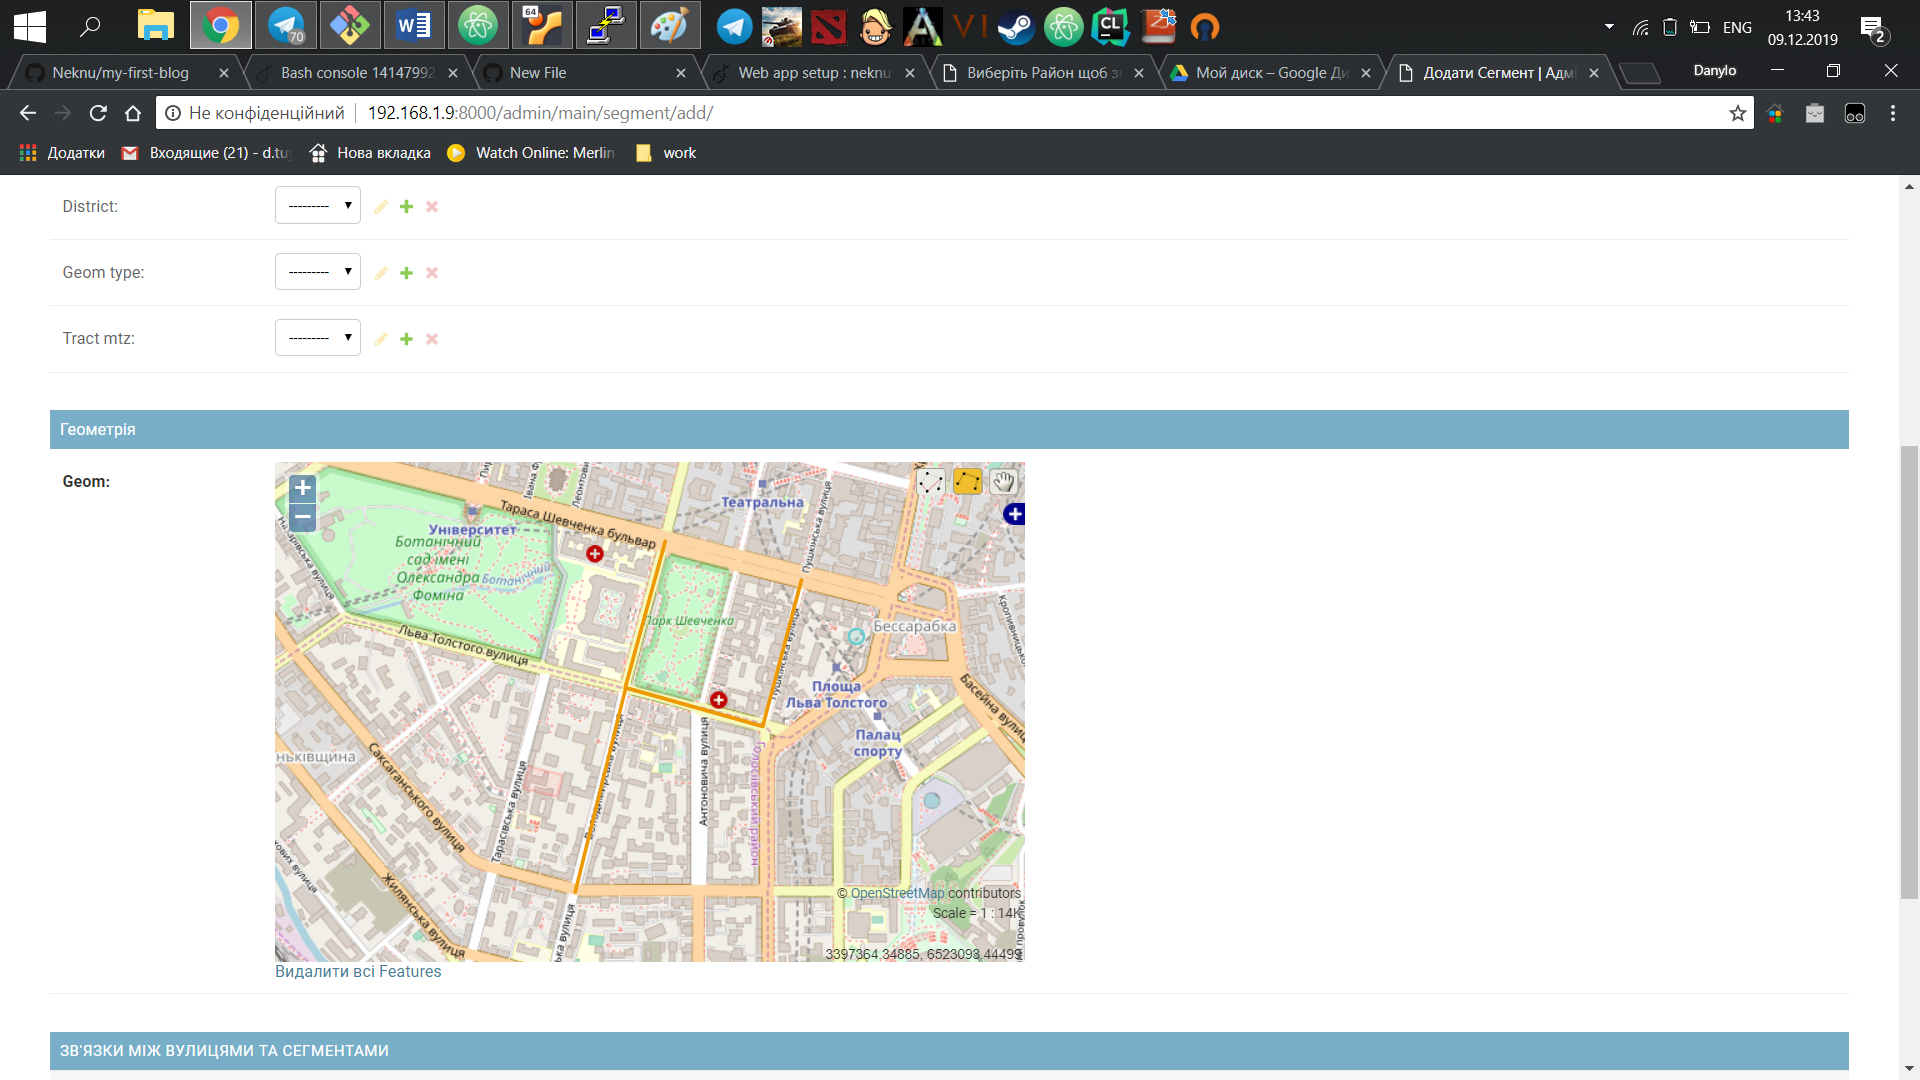 64
70
ENG
13:43
09.12.2019
2
Neknu/my-first-blog
Bash console 14147992
New File
Web app setup : neknu
Виберіть Район щоб зм
Мой диск – Google Ди
Додати Сегмент | Адмі
Danylo
Не конфіденційний
192.168.1.9:8000/admin/main/segment/add/
Додатки
Входящие (21) - d.tu
Нова вкладка
Watch Online: Merlin
work
District:
---------
Geom type:
---------
Tract mtz:
---------
Геометрія
Geom:
Театральна
Пушкінська вулиця
Тараса Шевченка бульвар
Університет
Ботанічний
сад імені
Олександра
Фоміна
Ботанічний
Парк Шевченка
Бессарабка
Кропивницького
Льва Толстого вулиця
Пушкінська вулиця
Площа
Льва Толстого
Басейна вулиця
Палац
спорту
ньківщина
Саксаганського вулиця
Тарасівська вулиця
Антоновича вулиця
Голосіївський район
Жилянська вулиця
© OpenStreetMap contributors
Scale = 1 : 14K
3397364.34885, 6523093.44499
Видалити всі Features
ЗВ'ЯЗКИ МІЖ ВУЛИЦЯМИ ТА СЕГМЕНТАМИ